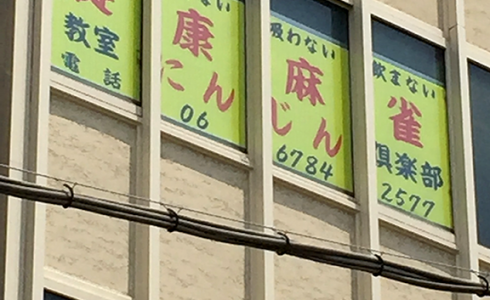 ない 吸わない 飲まない
康 麻雀
教室 にん じん 倶楽部
電話 06 6784 2577